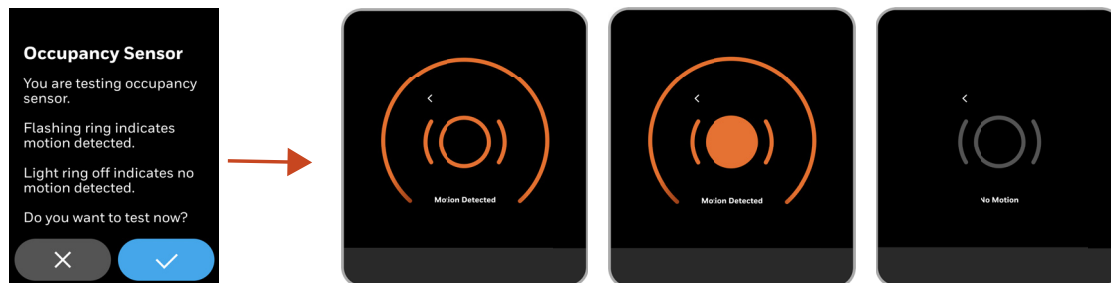 Occupancy Sensor
You are testing occupancy
sensor.
Flashing ring indicates
motion detected.
Light ring off indicates no
motion detected.
Do you want to test now?
Motion Detected
Motion Detected
No Motion